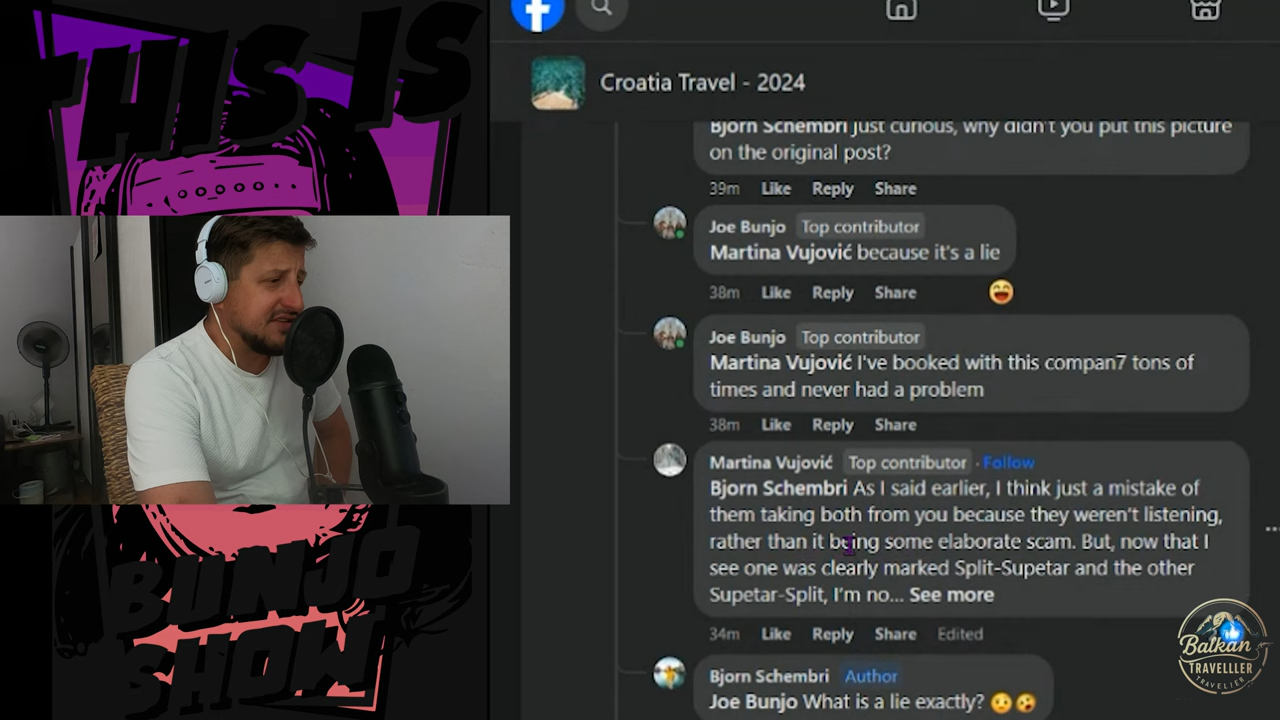 THIS IS
BUNJO
SHOW
Croatia Travel - 2024
Bjorn Schembri Just curious, why didn't you put this picture
on the original post?
39m Like Reply Share
Joe Bunjo Top contributor
Martina Vujović because it's a lie
38m Like Reply Share
Joe Bunjo Top contributor
Martina Vujović I've booked with this compan7 tons of
times and never had a problem
38m Like Reply Share
Martina Vujović Top contributor · Follow
Bjorn Schembri As I said earlier, I think just a mistake of
them taking both from you because they weren't listening,
rather than it being some elaborate scam. But, now that I
see one was clearly marked Split-Supetar and the other
Supetar-Split, I'm no... See more
34m Like Reply Share Edited
Bjorn Schembri Author
Joe Bunjo What is a lie exactly?
Balkan
TRAVELLER
TRAVELIER